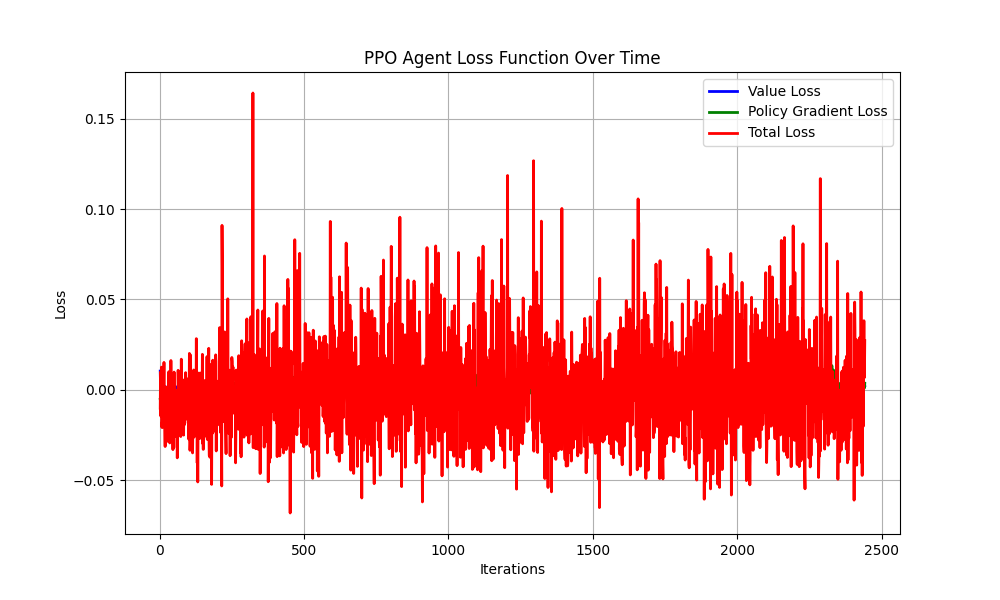 PPO Agent Loss Function Over Time
Value Loss
Policy Gradient Loss
Total Loss
0.15
0.10
0.05
0.00
−0.05
Loss
0 500 1000 1500 2000 2500
Iterations